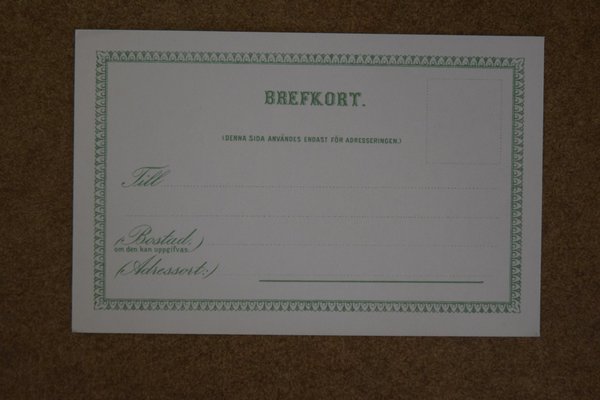 BREFKORT.
(DENNA SIDA ANVÄNDES ENDAST FÖR ADRESSERINGEN.)
Till
(Bostad,)
om den kan uppgifvas.
(Adressort:)